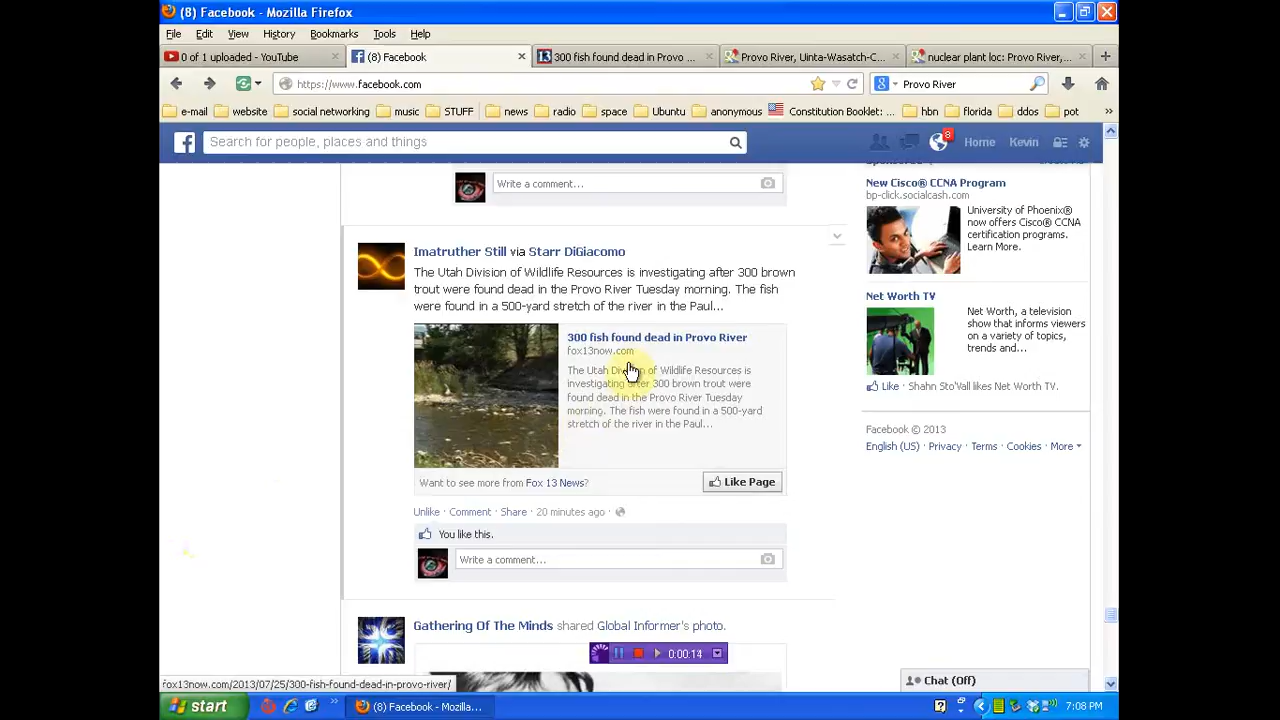 (8) Facebook - Mozilla Firefox
File Edit View History Bookmarks Tools Help
0 of 1 uploaded - YouTube
(8) Facebook
300 fish found dead in Provo ...
Provo River, Uinta-Wasatch-C...
nuclear plant loc: Provo River,...
https://www.facebook.com
Provo River
e-mail website social networking music STUFF news radio space Ubuntu anonymous Constitution Booklet: ... hbn florida ddos pot
Search for people, places and things
8
Home Kevin
Write a comment...
New Cisco® CCNA Program
bp-click.socialcash.com
University of Phoenix®
now offers Cisco® CCNA
certification programs.
Learn More.
Imatruther Still via Starr DiGiacomo
The Utah Division of Wildlife Resources is investigating after 300 brown
trout were found dead in the Provo River Tuesday morning. The fish
were found in a 500-yard stretch of the river in the Paul...
300 fish found dead in Provo River
fox13now.com
The Utah Division of Wildlife Resources is
investigating after 300 brown trout were
found dead in the Provo River Tuesday
morning. The fish were found in a 500-yard
stretch of the river in the Paul...
Want to see more from Fox 13 News?
Like Page
Unlike · Comment · Share · 20 minutes ago ·
You like this.
Write a comment...
Net Worth TV
Net Worth, a television
show that informs viewers
on a variety of topics,
trends and...
Like · Shahn Sto'Vall likes Net Worth TV.
Facebook © 2013
English (US) · Privacy · Terms · Cookies · More
Gathering Of The Minds shared Global Informer's photo.
0:00:14
Chat (Off)
fox13now.com/2013/07/25/300-fish-found-dead-in-provo-river/
start
(8) Facebook - Mozilla...
7:08 PM